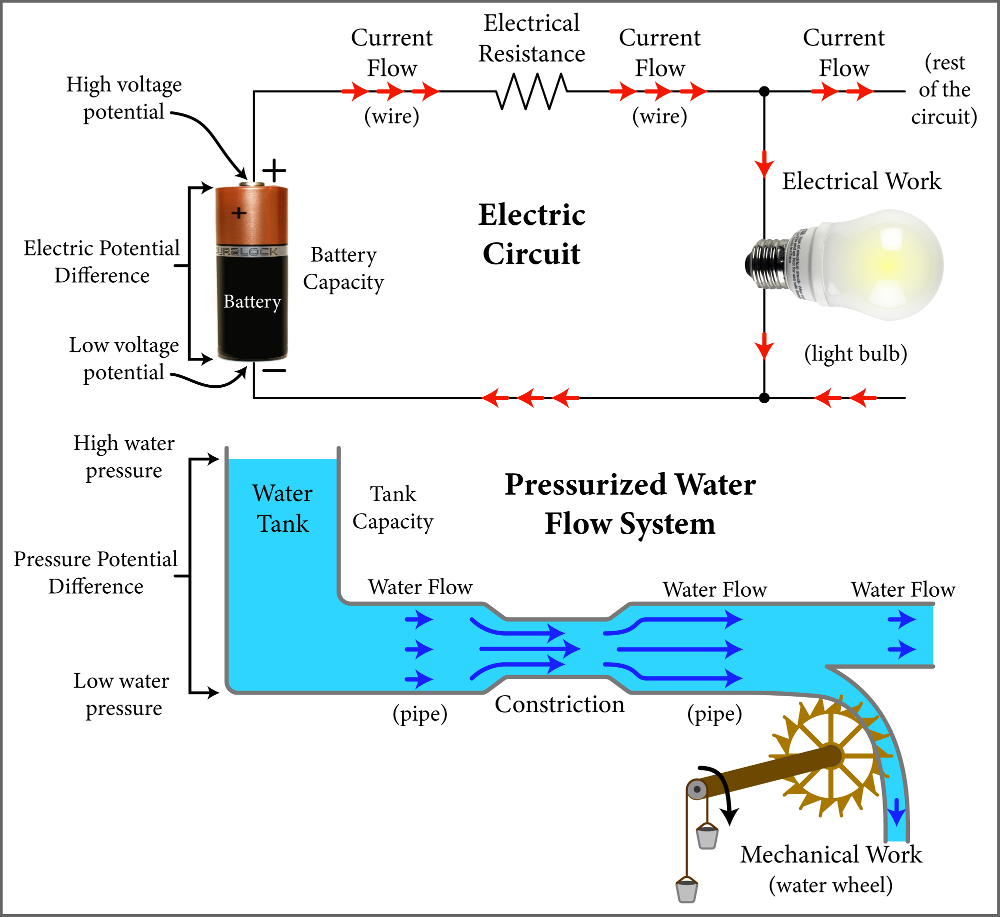 Current
Flow
(wire)
Electrical
Resistance
Current
Flow
(wire)
Current
Flow
(rest
of the
circuit)
High voltage
potential
+
+
Electric Potential
Difference
DURALOCK
Battery
Battery
Capacity
Low voltage
potential
−
Electric
Circuit
Electrical Work
(light bulb)
High water
pressure
Water
Tank
Tank
Capacity
Pressurized Water
Flow System
Pressure Potential
Difference
Low water
pressure
Water Flow
(pipe)
Constriction
Water Flow
(pipe)
Water Flow
Mechanical Work
(water wheel)